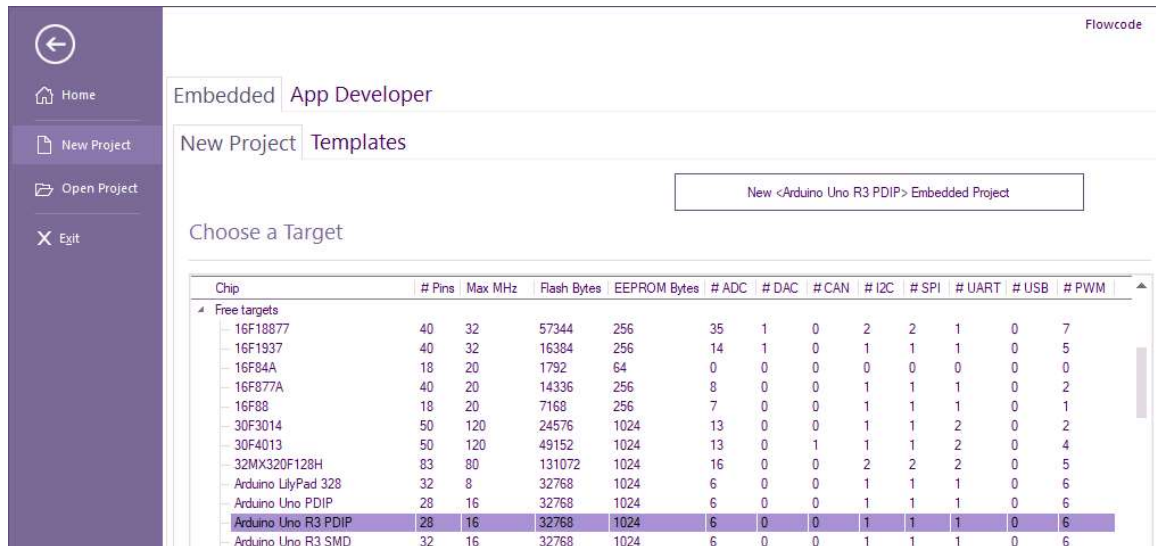 Flowcode
Home
New Project
Open Project
Exit
Embedded App Developer
New Project Templates
New <Arduino Uno R3 PDIP> Embedded Project
Choose a Target
Chip # Pins Max MHz Flash Bytes EEPROM Bytes # ADC # DAC # CAN # I2C # SPI # UART # USB # PWM
Free targets
16F18877 40 32 57344 256 35 1 0 2 2 1 0 7
16F1937 40 32 16384 256 14 1 0 1 1 1 0 5
16F84A 18 20 1792 64 0 0 0 0 0 0 0 0
16F877A 40 20 14336 256 8 0 0 1 1 1 0 2
16F88 18 20 7168 256 7 0 0 1 1 1 0 1
30F3014 50 120 24576 1024 13 0 0 1 1 2 0 2
30F4013 50 120 49152 1024 13 0 1 1 1 2 0 4
32MX320F128H 83 80 131072 1024 16 0 0 2 2 2 0 5
Arduino LilyPad 328 32 8 32768 1024 6 0 0 1 1 1 0 6
Arduino Uno PDIP 28 16 32768 1024 6 0 0 1 1 1 0 6
Arduino Uno R3 PDIP 28 16 32768 1024 6 0 0 1 1 1 0 6
Arduino Uno R3 SMD 32 16 32768 1024 6 0 0 1 1 1 0 6